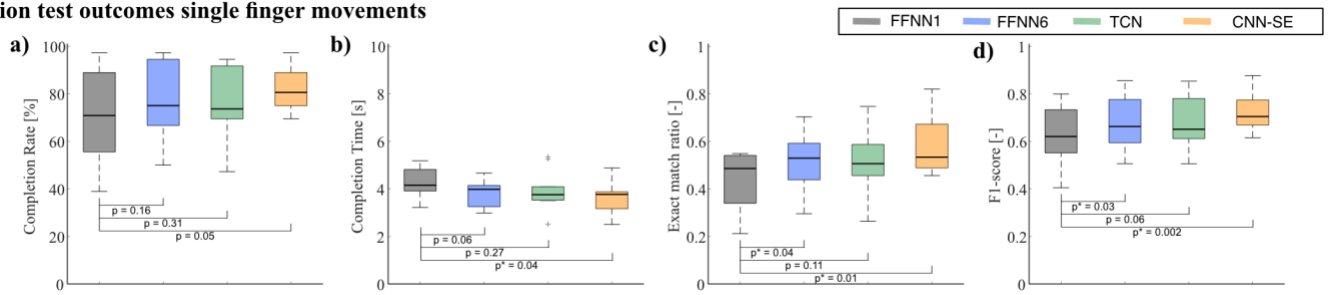 ion test outcomes single finger movements
FFNN1 FFNN6 TCN CNN-SE
a)
Completion Rate [%]
100
80
60
40
20
0
p = 0.16
p = 0.31
p = 0.05
b)
Completion Time [s]
10
8
6
4
2
0
p = 0.06
p = 0.27
p* = 0.04
c)
Exact match ratio [-]
1
0.8
0.6
0.4
0.2
0
p* = 0.04
p = 0.11
p* = 0.01
d)
F1-score [-]
1
0.8
0.6
0.4
0.2
0
p* = 0.03
p = 0.06
p* = 0.002